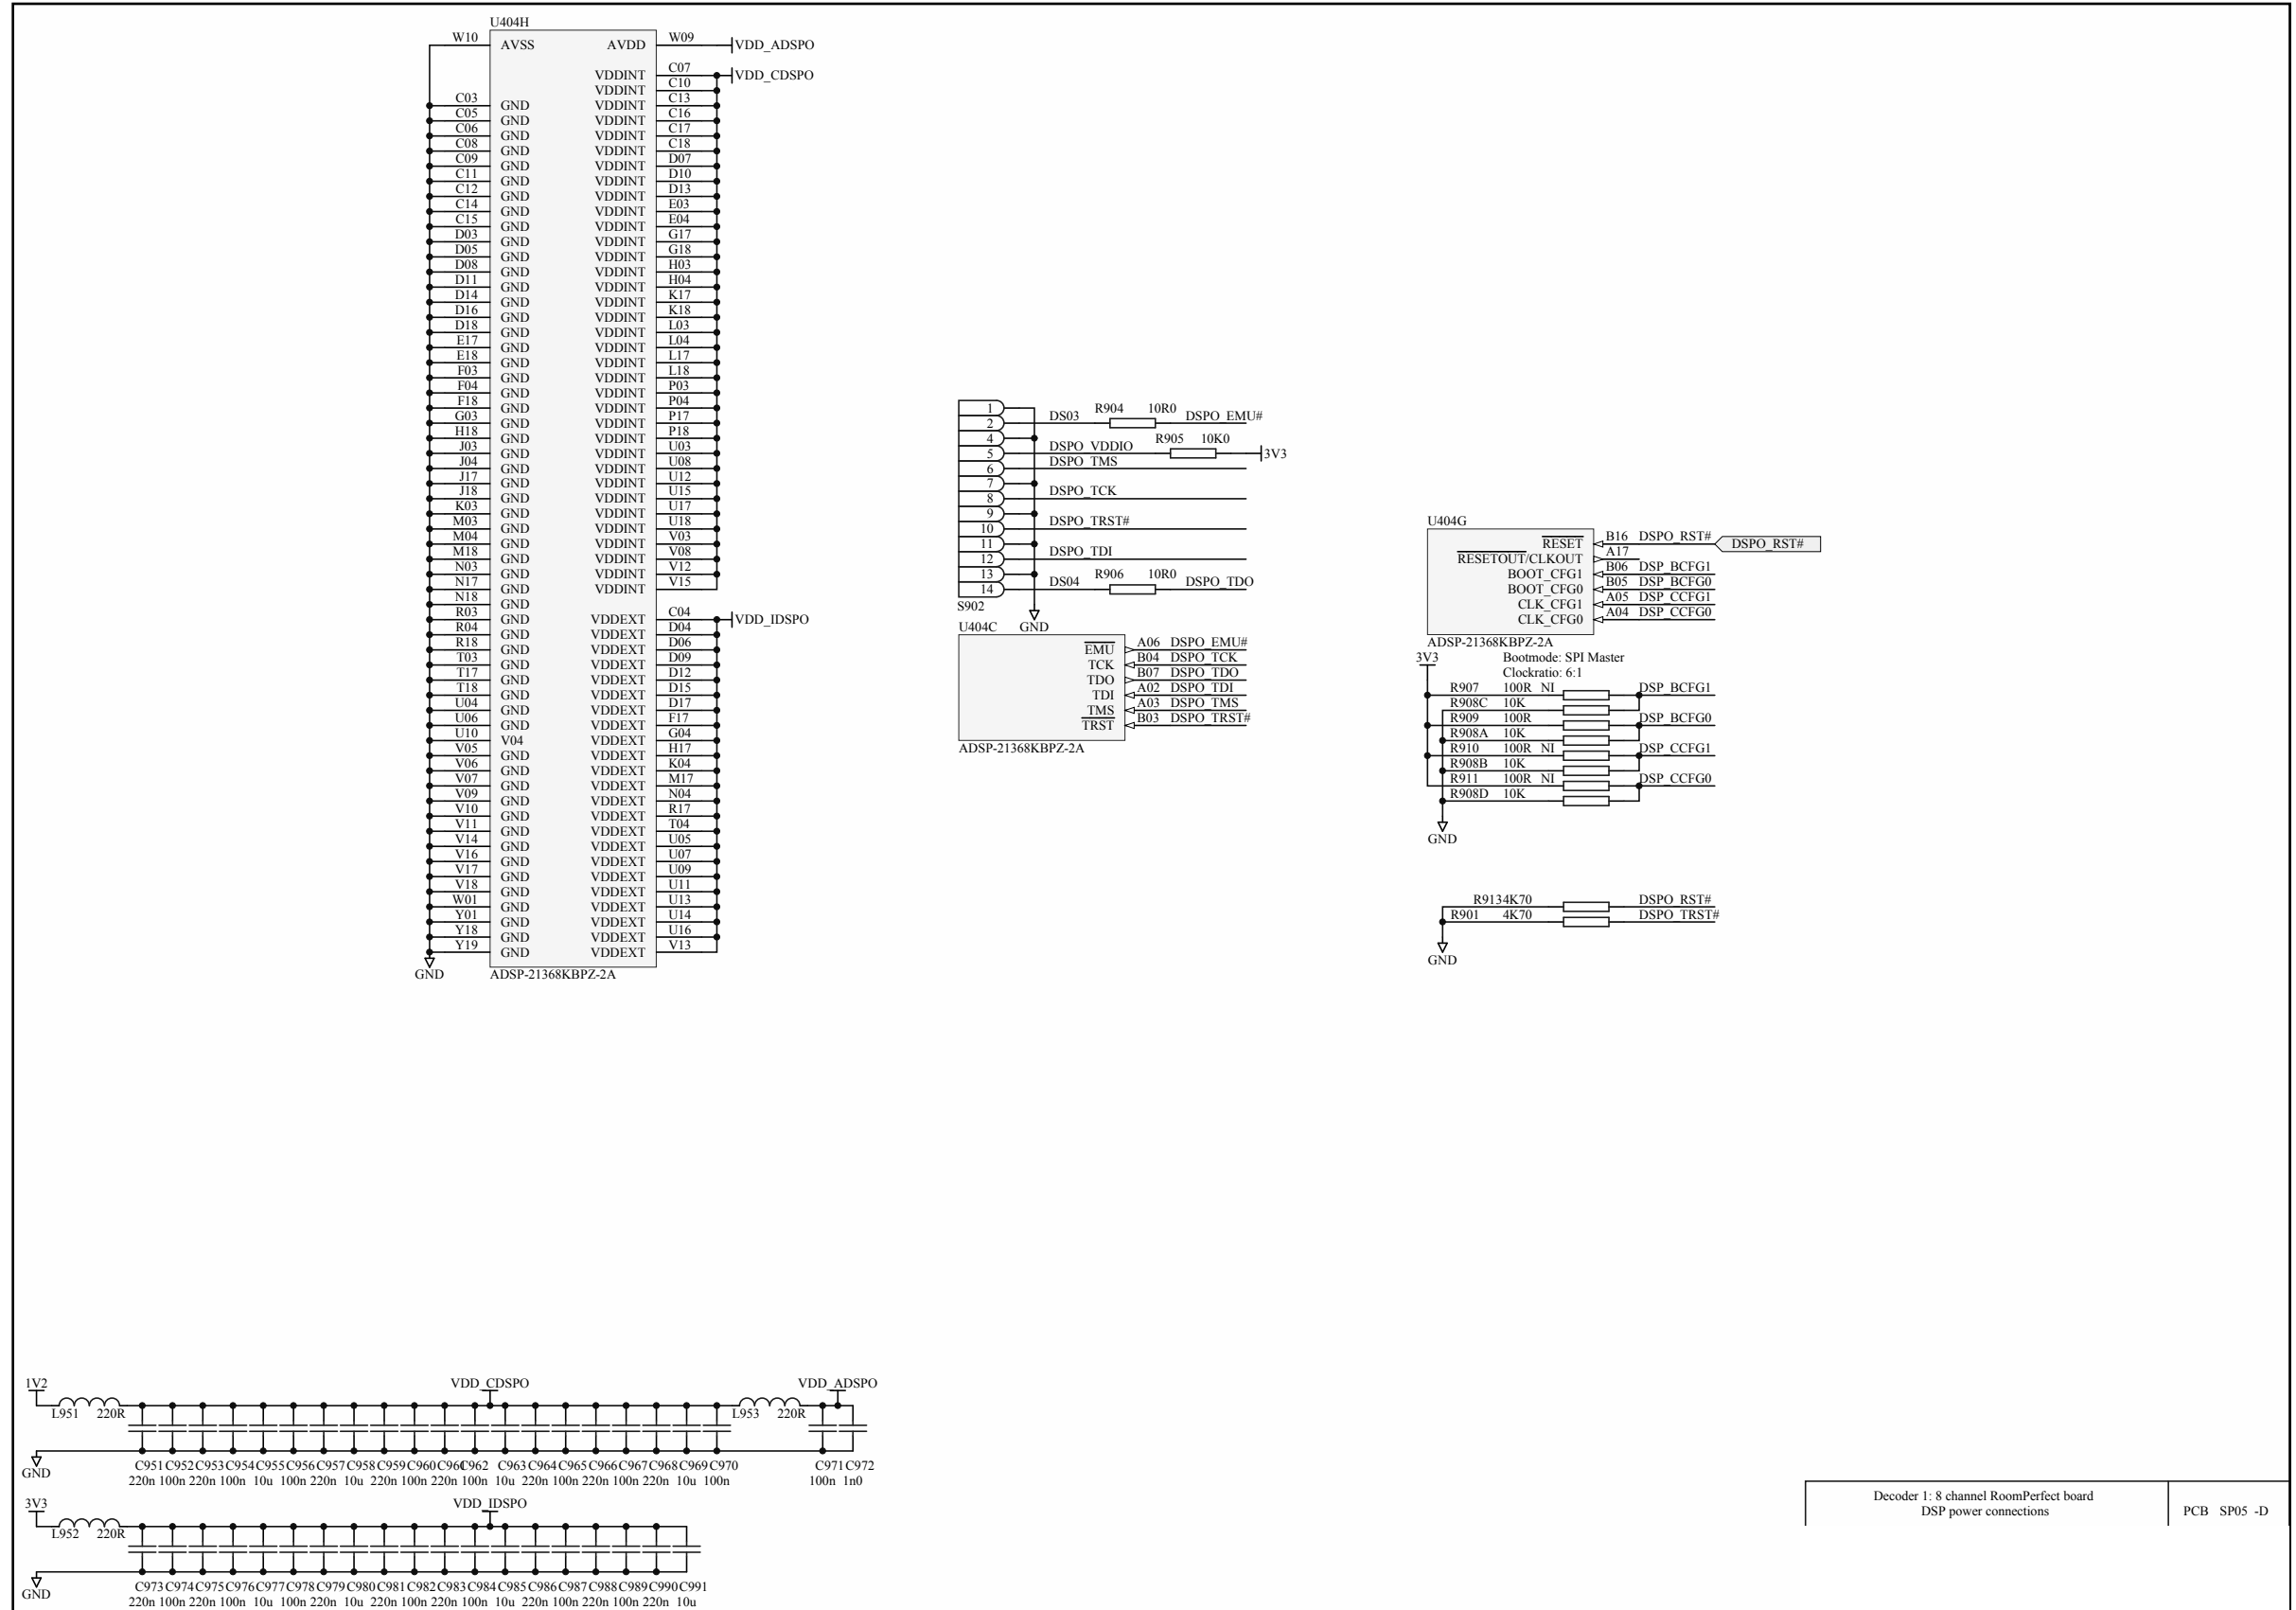 U404H
W10 AVSS AVDD W09 VDD_ADSPO
VDDINT C07 VDD_CDSPO
VDDINT C10
C03 GND VDDINT C13
C05 GND VDDINT C16
C06 GND VDDINT C17
C08 GND VDDINT C18
C09 GND VDDINT D07
C11 GND VDDINT D10
C12 GND VDDINT D13
C14 GND VDDINT E03
C15 GND VDDINT E04
D03 GND VDDINT G17
D05 GND VDDINT G18
D08 GND VDDINT H03
D11 GND VDDINT H04
D14 GND VDDINT K17
D16 GND VDDINT K18
D18 GND VDDINT L03
E17 GND VDDINT L04
E18 GND VDDINT L17
F03 GND VDDINT L18
F04 GND VDDINT P03
F18 GND VDDINT P04
G03 GND VDDINT P17
H18 GND VDDINT P18
J03 GND VDDINT U03
J04 GND VDDINT U08
J17 GND VDDINT U12
J18 GND VDDINT U15
K03 GND VDDINT U17
M03 GND VDDINT U18
M04 GND VDDINT V03
M18 GND VDDINT V08
N03 GND VDDINT V12
N17 GND VDDINT V15
N18 GND
R03 GND VDDEXT C04 VDD_IDSPO
R04 GND VDDEXT D04
R18 GND VDDEXT D06
T03 GND VDDEXT D09
T17 GND VDDEXT D12
T18 GND VDDEXT D15
U04 GND VDDEXT D17
U06 GND VDDEXT F17
U10 V04 VDDEXT G04
V05 GND VDDEXT H17
V06 GND VDDEXT K04
V07 GND VDDEXT M17
V09 GND VDDEXT N04
V10 GND VDDEXT R17
V11 GND VDDEXT T04
V14 GND VDDEXT U05
V16 GND VDDEXT U07
V17 GND VDDEXT U09
V18 GND VDDEXT U11
W01 GND VDDEXT U13
Y01 GND VDDEXT U14
Y18 GND VDDEXT U16
Y19 GND VDDEXT V13
GND ADSP-21368KBPZ-2A
1
2 DS03 R904 10R0 DSPO_EMU#
4
5 DSPO_VDDIO R905 10K0 3V3
6 DSPO_TMS
7
8 DSPO_TCK
9
10 DSPO_TRST#
11
12 DSPO_TDI
13
14 DS04 R906 10R0 DSPO_TDO
S902
GND
U404C
EMU A06 DSPO_EMU#
TCK B04 DSPO_TCK
TDO B07 DSPO_TDO
TDI A02 DSPO_TDI
TMS A03 DSPO_TMS
TRST B03 DSPO_TRST#
ADSP-21368KBPZ-2A
U404G
RESET B16 DSPO_RST# DSPO_RST#
RESETOUT/CLKOUT A17
BOOT_CFG1 B06 DSP_BCFG1
BOOT_CFG0 B05 DSP_BCFG0
CLK_CFG1 A05 DSP_CCFG1
CLK_CFG0 A04 DSP_CCFG0
ADSP-21368KBPZ-2A
3V3 Bootmode: SPI Master
Clockratio: 6:1
R907 100R NI DSP_BCFG1
R908C 10K
R909 100R DSP_BCFG0
R908A 10K
R910 100R NI DSP_CCFG1
R908B 10K
R911 100R NI DSP_CCFG0
R908D 10K
GND
R913 4K70 DSPO_RST#
R901 4K70 DSPO_TRST#
GND
1V2 VDD_CDSPO VDD_ADSPO
L951 220R L953 220R
GND C951 C952 C953 C954 C955 C956 C957 C958 C959 C960 C961 C962 C963 C964 C965 C966 C967 C968 C969 C970 C971 C972
220n 100n 220n 100n 10u 100n 220n 10u 220n 100n 220n 100n 10u 220n 100n 220n 100n 220n 10u 100n 100n 1n0
3V3 VDD_IDSPO
L952 220R
GND C973 C974 C975 C976 C977 C978 C979 C980 C981 C982 C983 C984 C985 C986 C987 C988 C989 C990 C991
220n 100n 220n 100n 10u 100n 220n 10u 220n 100n 220n 100n 10u 220n 100n 220n 100n 220n 10u
Decoder 1: 8 channel RoomPerfect board
DSP power connections
PCB SP05 -D